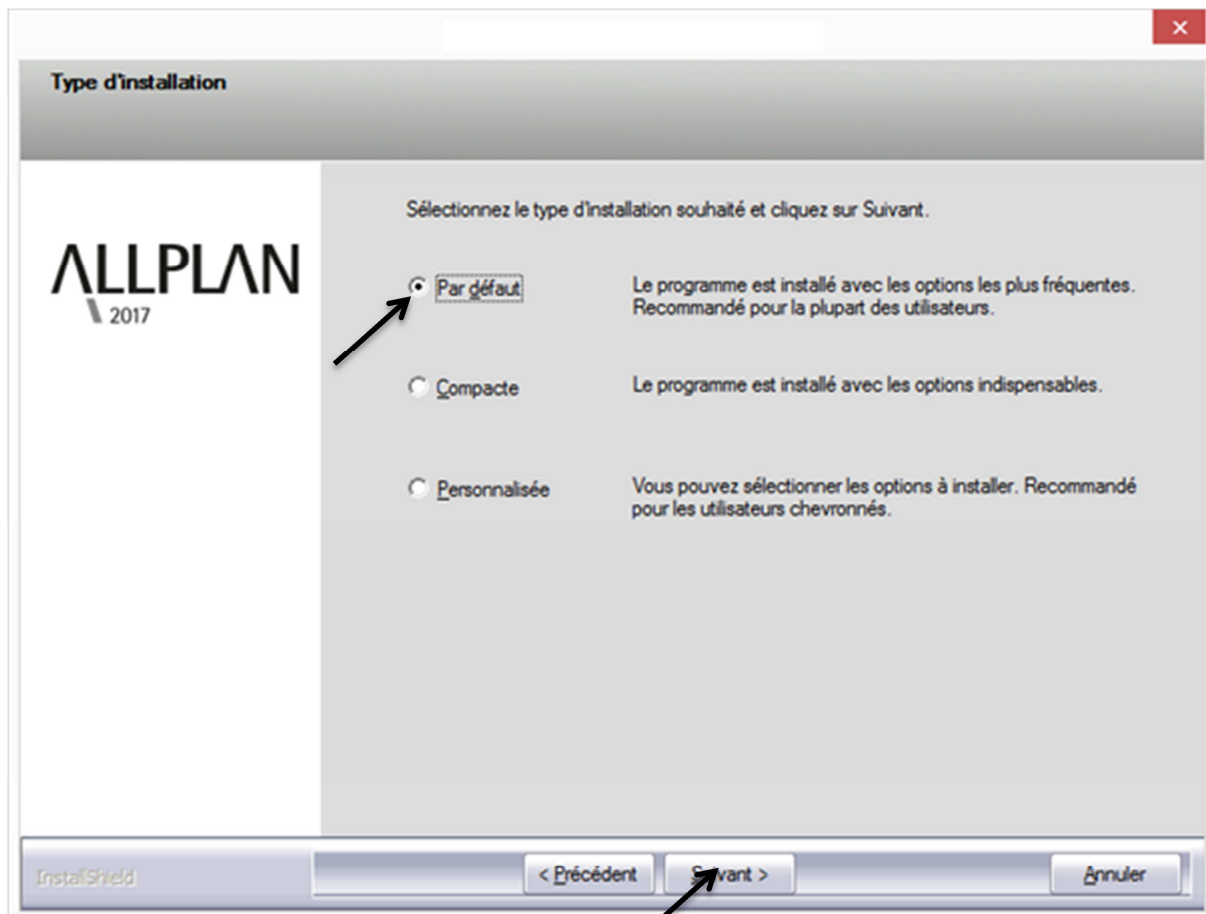 Type d'installation
Sélectionnez le type d'installation souhaité et cliquez sur Suivant.
ALLPLAN
2017
Par défaut
Le programme est installé avec les options les plus fréquentes.
Recommandé pour la plupart des utilisateurs.
Compacte
Le programme est installé avec les options indispensables.
Personnalisée
Vous pouvez sélectionner les options à installer. Recommandé
pour les utilisateurs chevronnés.
InstallShield
< Précédent
Suivant >
Annuler